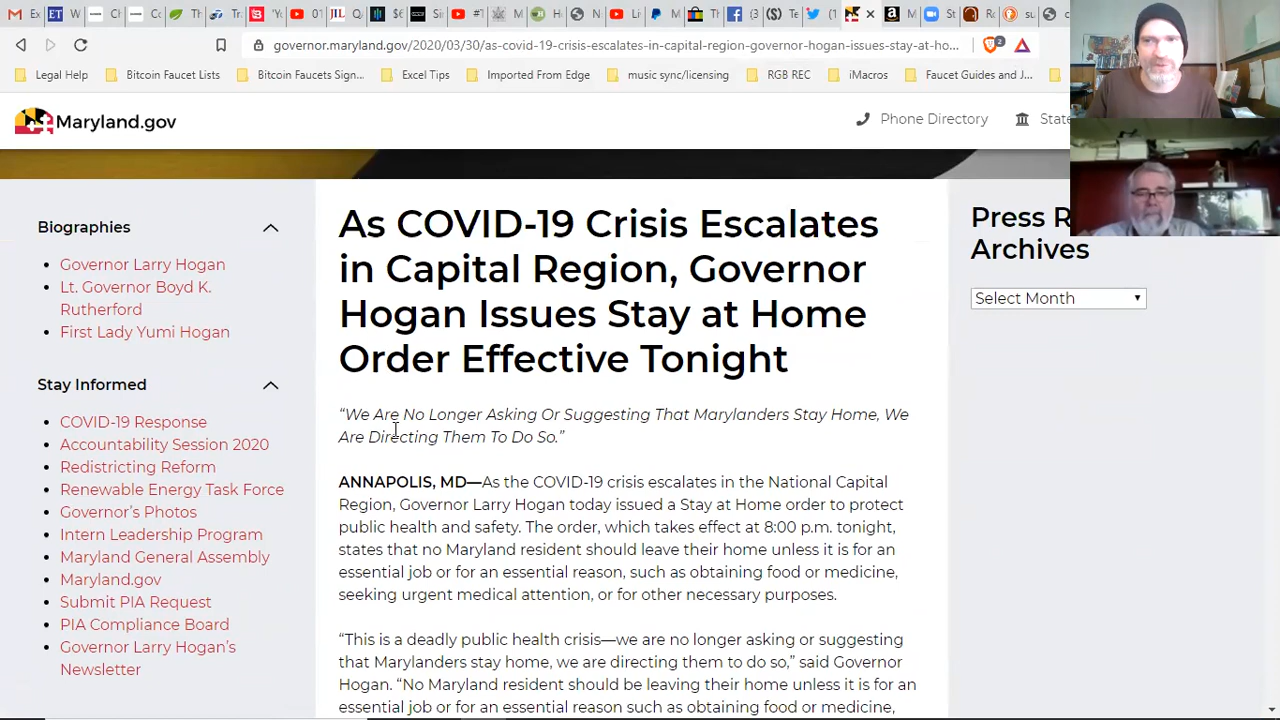 01
JIL
$6
#1
Li
Te
(1
St
Re
su
governor.maryland.gov/2020/03/30/as-covid-19-crisis-escalates-in-capital-region-governor-hogan-issues-stay-at-ho...
2
Legal Help
Bitcoin Faucet Lists
Bitcoin Faucets Sign...
Excel Tips
Imported From Edge
music sync/licensing
RGB REC
iMacros
Faucet Guides and J...
Maryland.gov
Phone Directory
State
Biographies
Governor Larry Hogan
Lt. Governor Boyd K.
Rutherford
First Lady Yumi Hogan
Stay Informed
COVID-19 Response
Accountability Session 2020
Redistricting Reform
Renewable Energy Task Force
Governor's Photos
Intern Leadership Program
Maryland General Assembly
Maryland.gov
Submit PIA Request
PIA Compliance Board
Governor Larry Hogan's
Newsletter
As COVID-19 Crisis Escalates
in Capital Region, Governor
Hogan Issues Stay at Home
Order Effective Tonight
“We Are No Longer Asking Or Suggesting That Marylanders Stay Home, We
Are Directing Them To Do So.”
ANNAPOLIS, MD—As the COVID-19 crisis escalates in the National Capital
Region, Governor Larry Hogan today issued a Stay at Home order to protect
public health and safety. The order, which takes effect at 8:00 p.m. tonight,
states that no Maryland resident should leave their home unless it is for an
essential job or for an essential reason, such as obtaining food or medicine,
seeking urgent medical attention, or for other necessary purposes.
“This is a deadly public health crisis—we are no longer asking or suggesting
that Marylanders stay home, we are directing them to do so,” said Governor
Hogan. “No Maryland resident should be leaving their home unless it is for an
essential job or for an essential reason, such as obtaining food or medicine,
Press R
Archives
Select Month